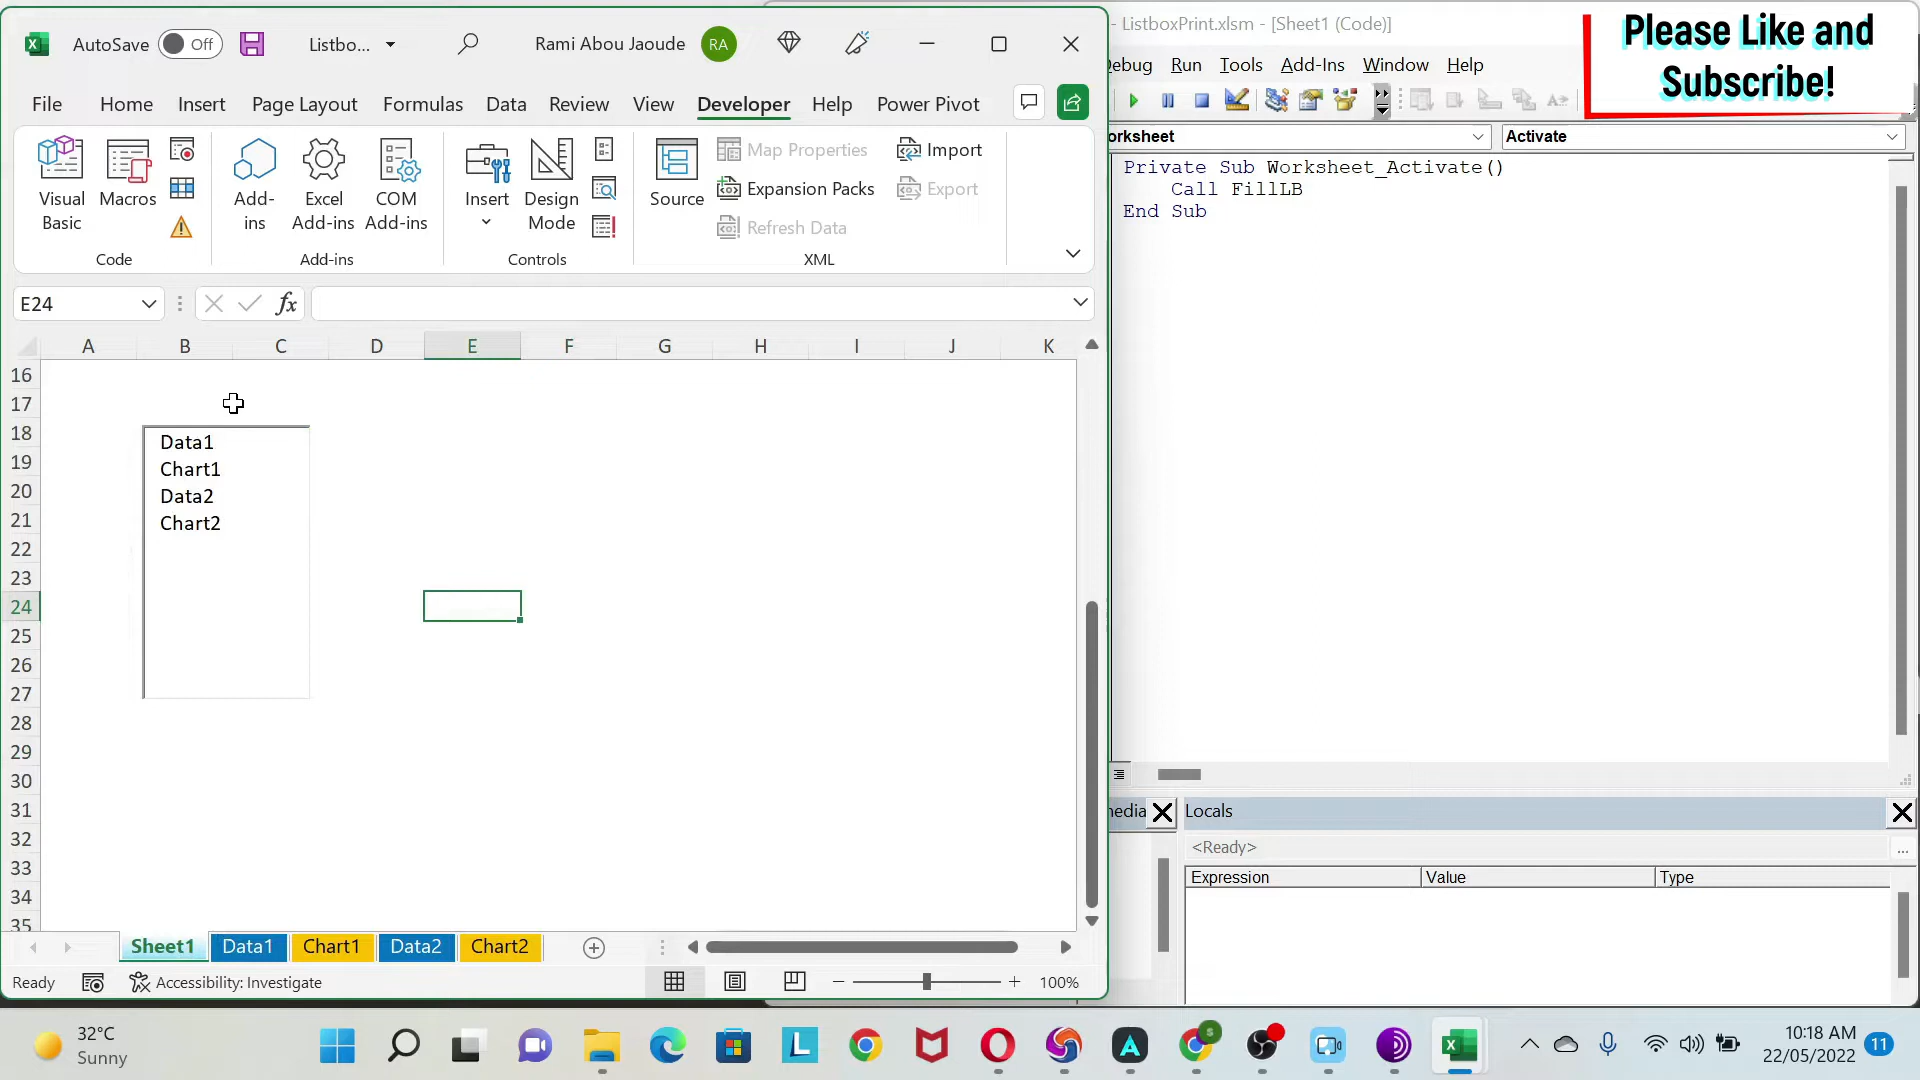 AutoSave Off Listbo... Rami Abou Jaoude RA
- ListboxPrint.xlsm - [Sheet1 (Code)]
Please Like and
Subscribe!
File Home Insert Page Layout Formulas Data Review View Developer Help Power Pivot
Run Tools Add-Ins Window Help
Visual Basic
Macros
Add-ins
Excel Add-ins
COM Add-ins
Insert
Design Mode
Source
Map Properties
Expansion Packs
Refresh Data
Import
Export
Code Add-ins Controls XML
Activate
Private Sub Worksheet_Activate()
Call FillLB
End Sub
E24
fx
A B C D E F G H I J K
16
17
18
19
20
21
22
23
24
25
26
27
28
29
30
31
32
33
34
35
Data1
Chart1
Data2
Chart2
Locals
<Ready>
...
Expression Value Type
Sheet1 Data1 Chart1 Data2 Chart2
Ready Accessibility: Investigate 100%
32°C
Sunny
10:18 AM
22/05/2022
11